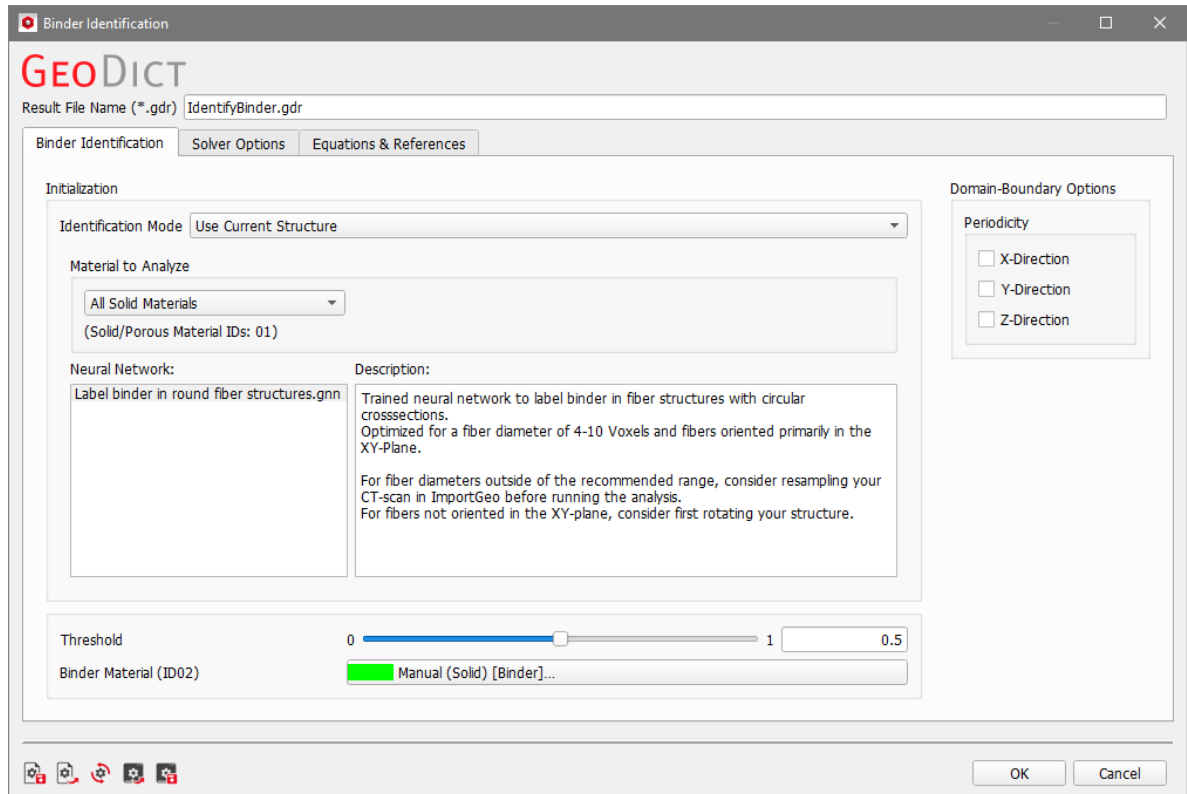 Binder Identification
GEODICT
Result File Name (*.gdr) IdentifyBinder.gdr
Binder Identification Solver Options Equations & References
Initialization
Identification Mode Use Current Structure
Material to Analyze
All Solid Materials
(Solid/Porous Material IDs: 01)
Neural Network:
Label binder in round fiber structures.gnn
Description:
Trained neural network to label binder in fiber structures with circular
crosssections.
Optimized for a fiber diameter of 4-10 Voxels and fibers oriented primarily in the
XY-Plane.
For fiber diameters outside of the recommended range, consider resampling your
CT-scan in ImportGeo before running the analysis.
For fibers not oriented in the XY-plane, consider first rotating your structure.
Threshold 0 1 0.5
Binder Material (ID02) Manual (Solid) [Binder]...
Domain-Boundary Options
Periodicity
X-Direction
Y-Direction
Z-Direction
OK Cancel